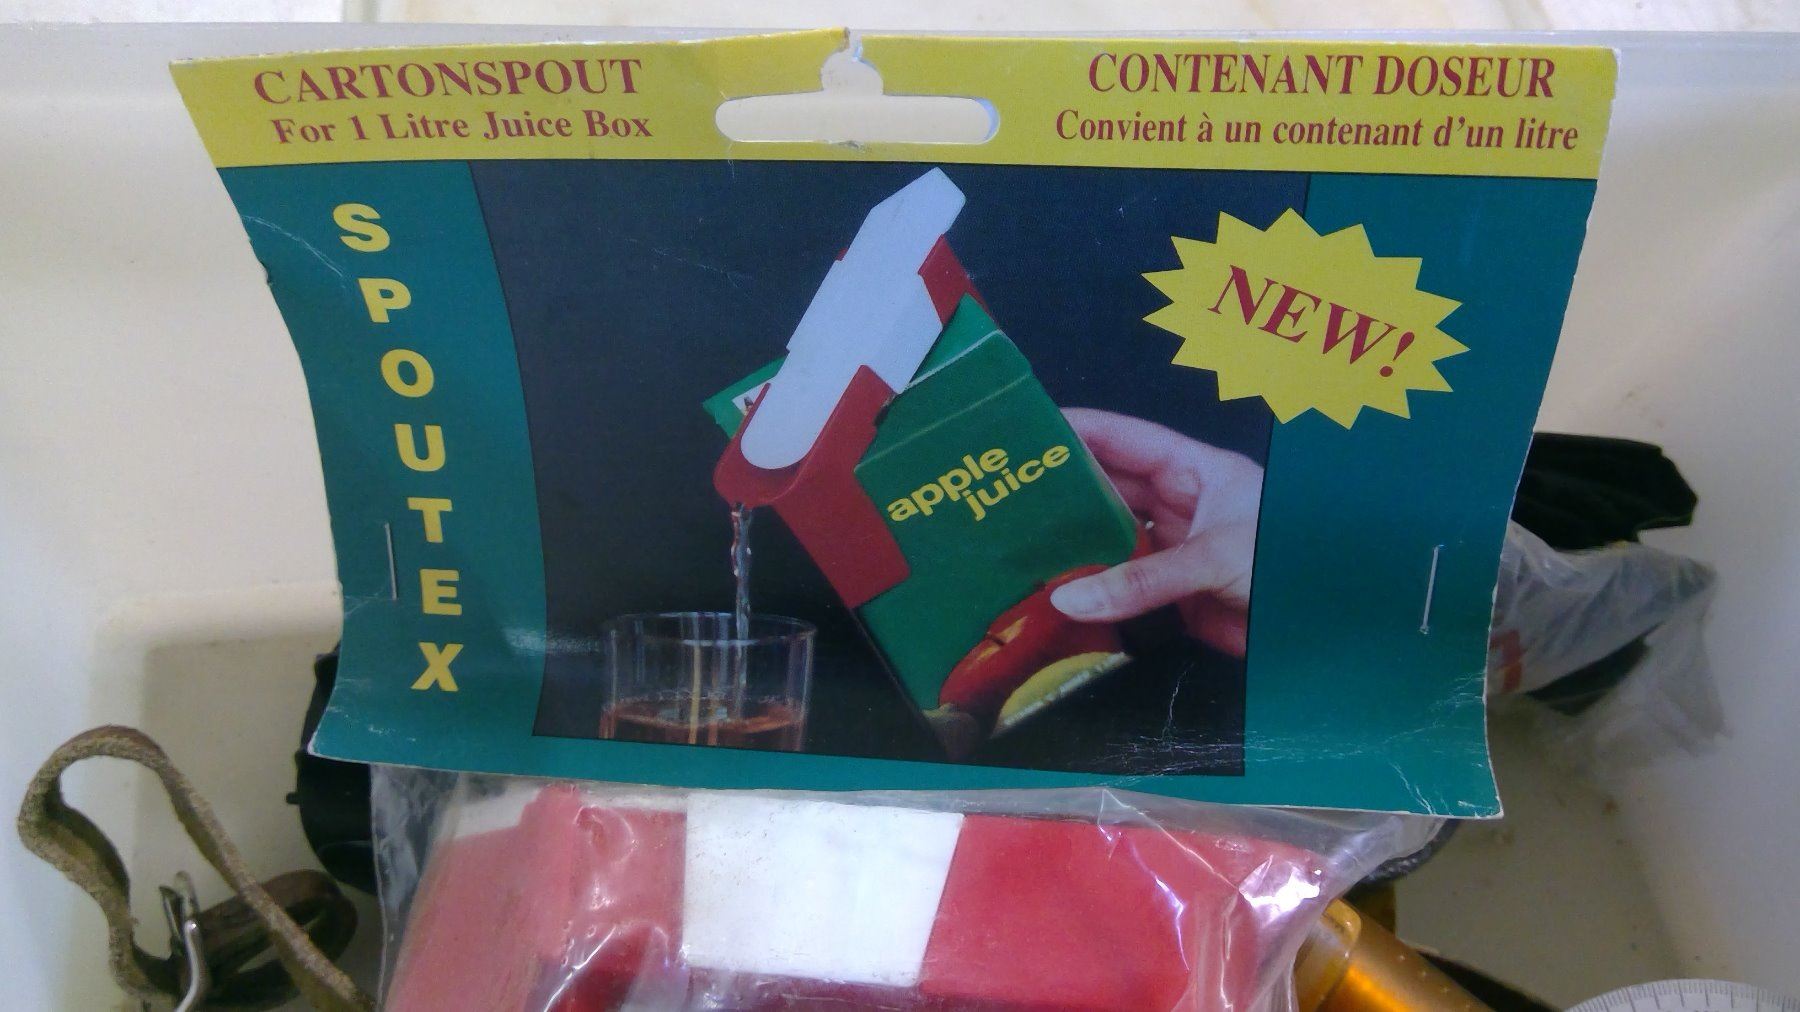 CARTONSPOUT
For 1 Litre Juice Box
CONTENANT DOSEUR
Convient à un contenant d'un litre
SPOUTEX
NEW!
apple
juice